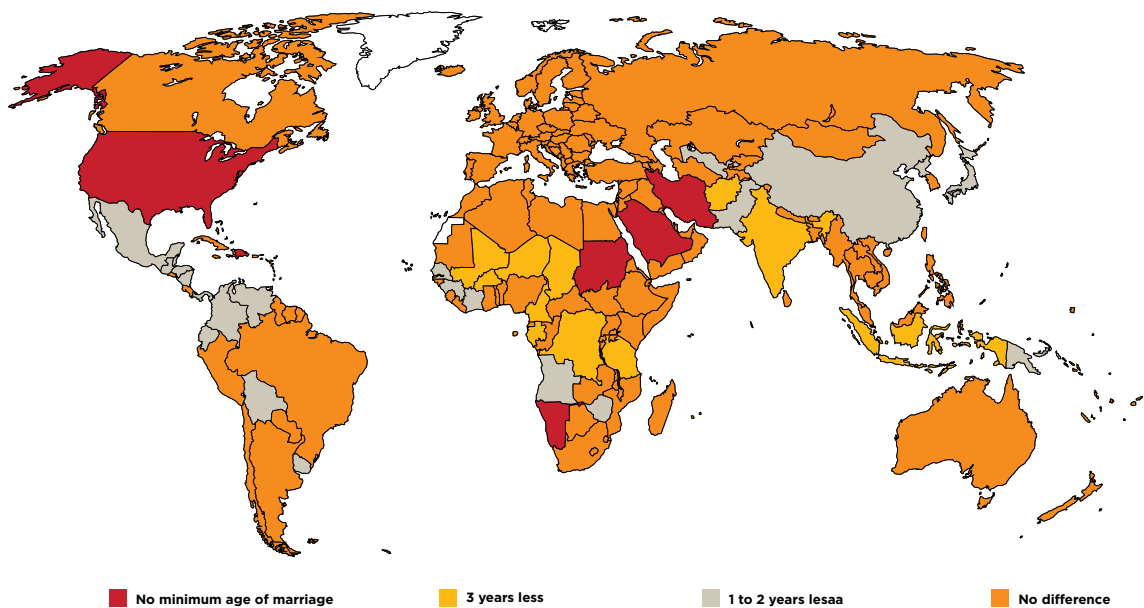 No minimum age of marriage
3 years less
1 to 2 years lesaa
No difference